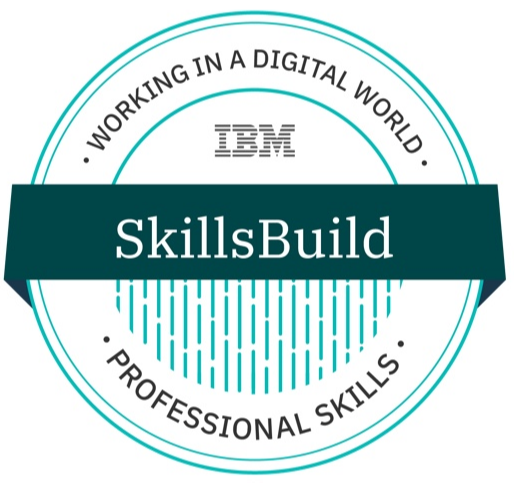 WORKING IN A DIGITAL WORLD
IBM
SkillsBuild
PROFESSIONAL SKILLS